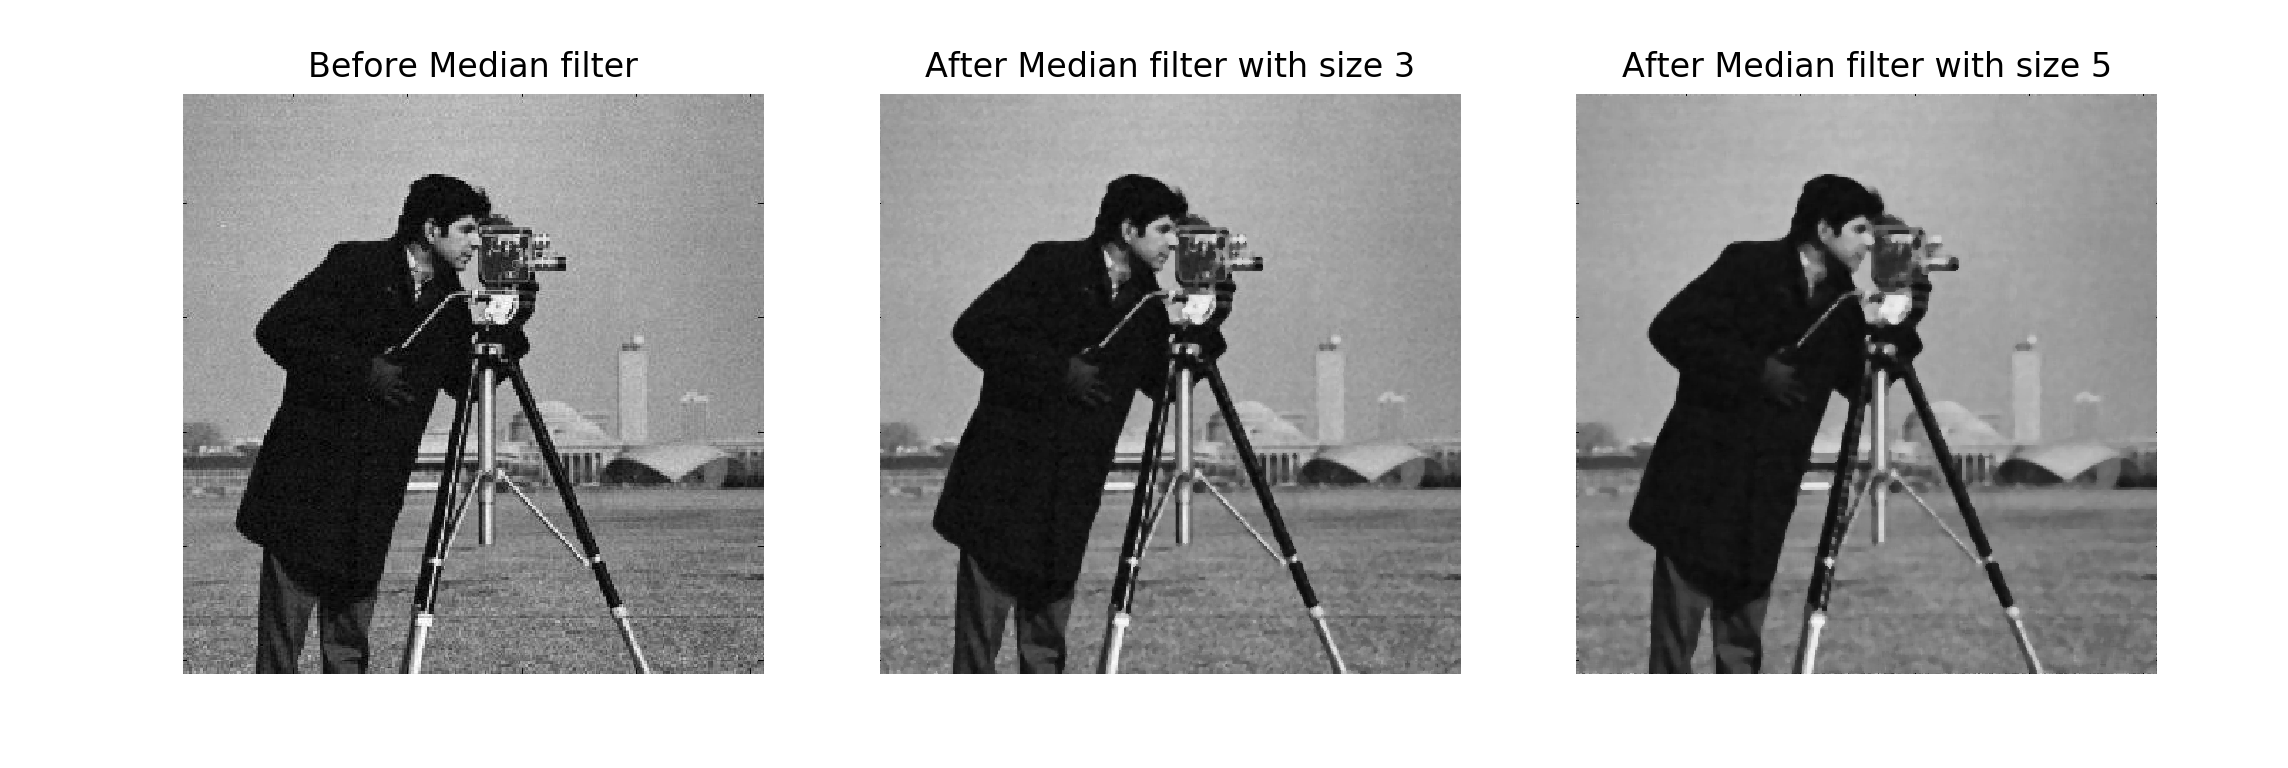 Before Median filter
After Median filter with size 3
After Median filter with size 5